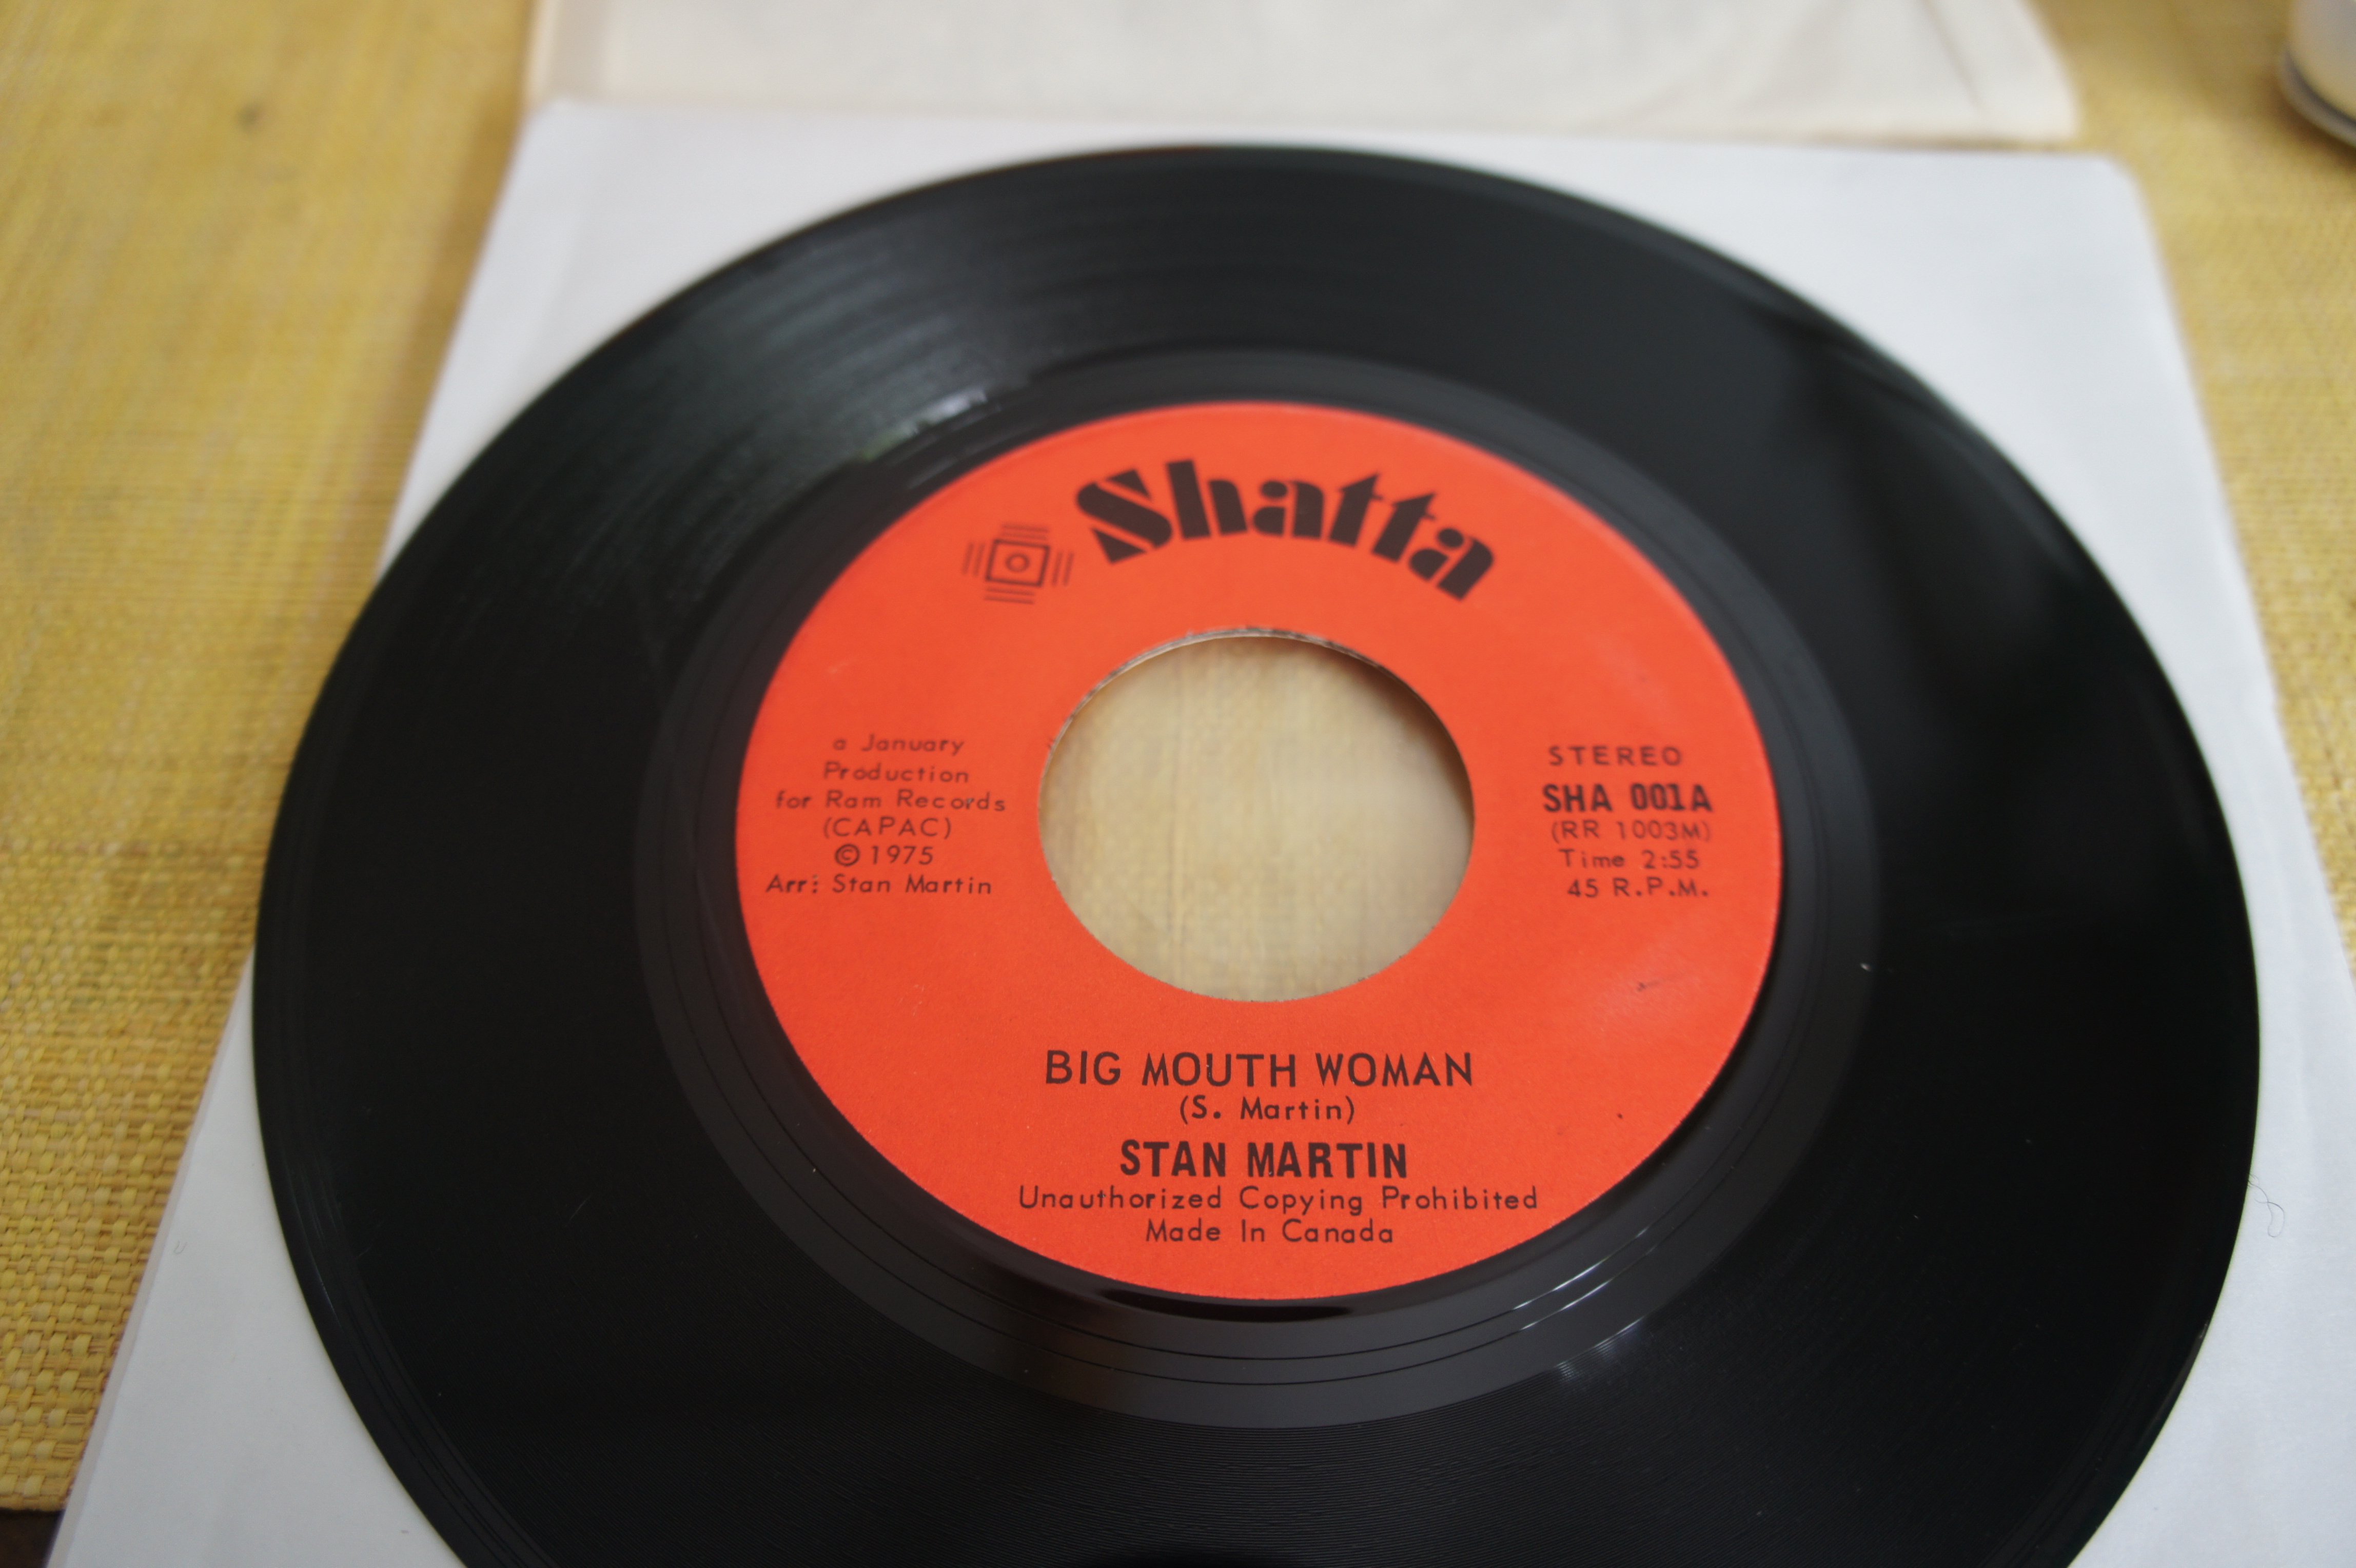 Shatta
a January
Production
for Ram Records
(CAPAC)
©1975
Arr: Stan Martin
STEREO
SHA 001A
(RR 1003M)
Time 2:55
45 R.P.M.
BIG MOUTH WOMAN
(S. Martin)
STAN MARTIN
Unauthorized Copying Prohibited
Made In Canada